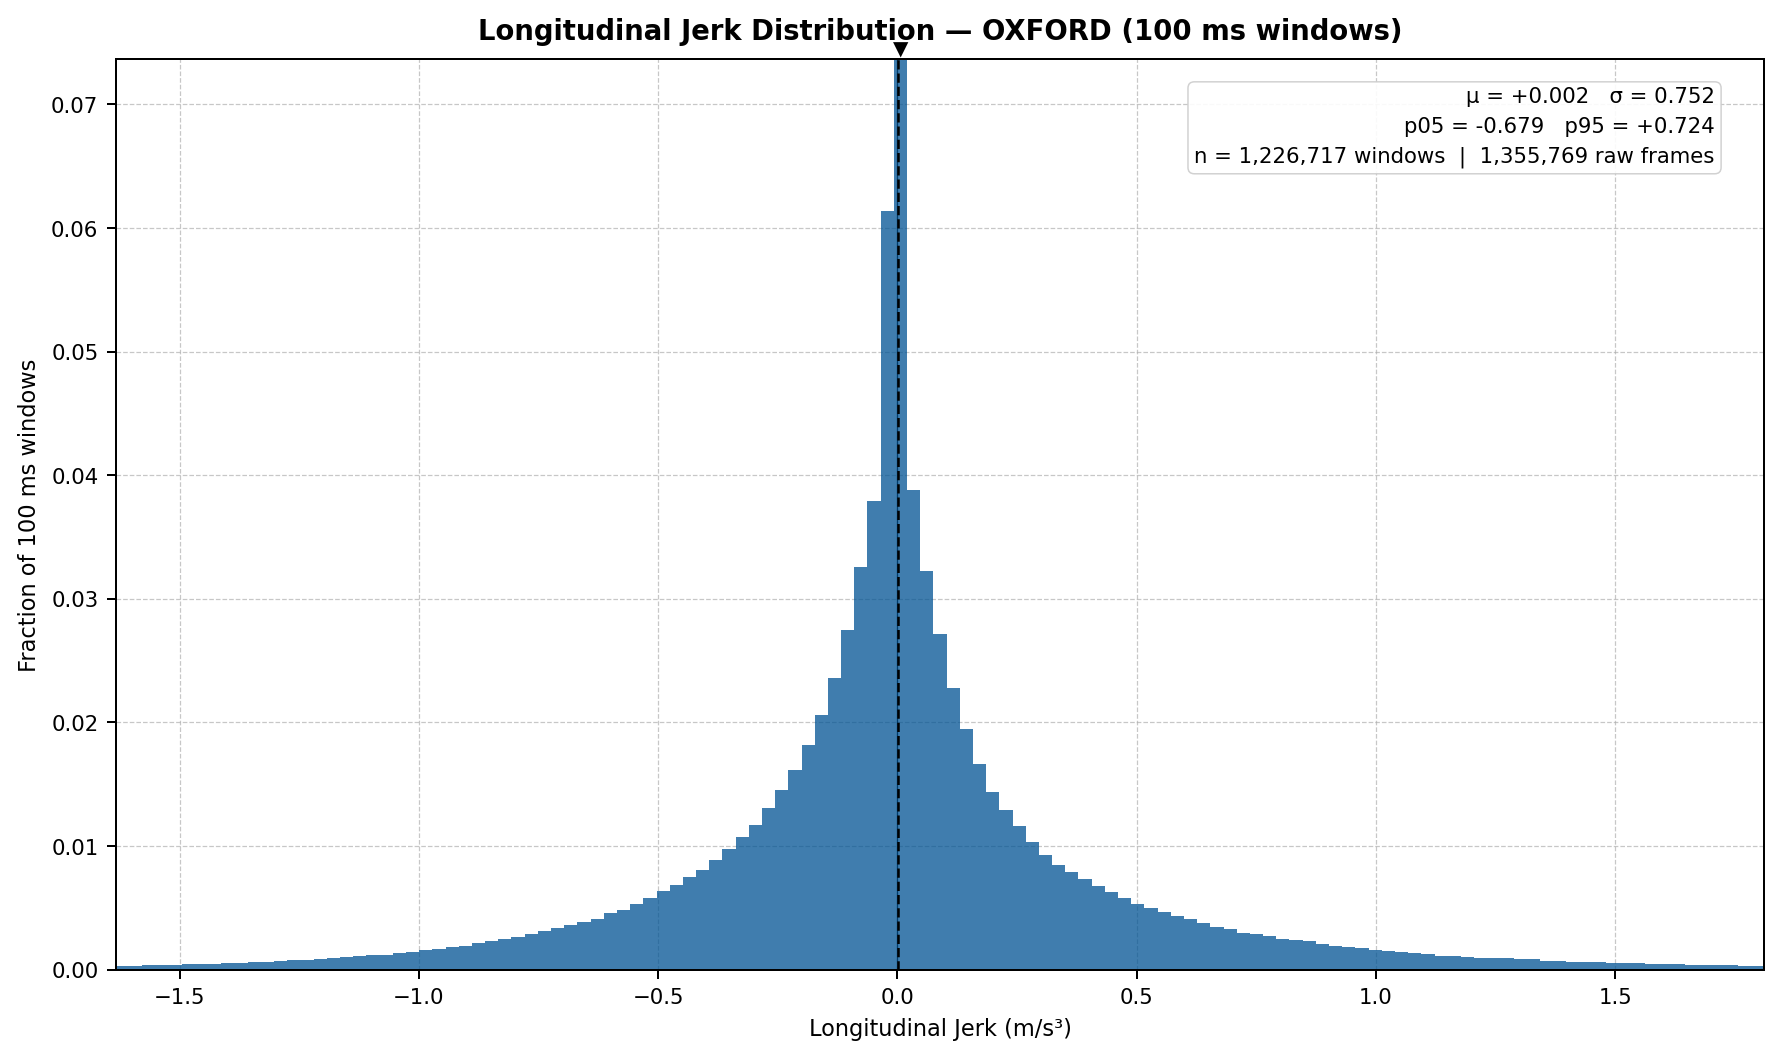 Longitudinal Jerk Distribution — OXFORD (100 ms windows)
μ = +0.002   σ = 0.752
p05 = -0.679   p95 = +0.724
n = 1,226,717 windows  |  1,355,769 raw frames
Fraction of 100 ms windows
0.07
0.06
0.05
0.04
0.03
0.02
0.01
0.00
−1.5 −1.0 −0.5 0.0 0.5 1.0 1.5
Longitudinal Jerk (m/s³)